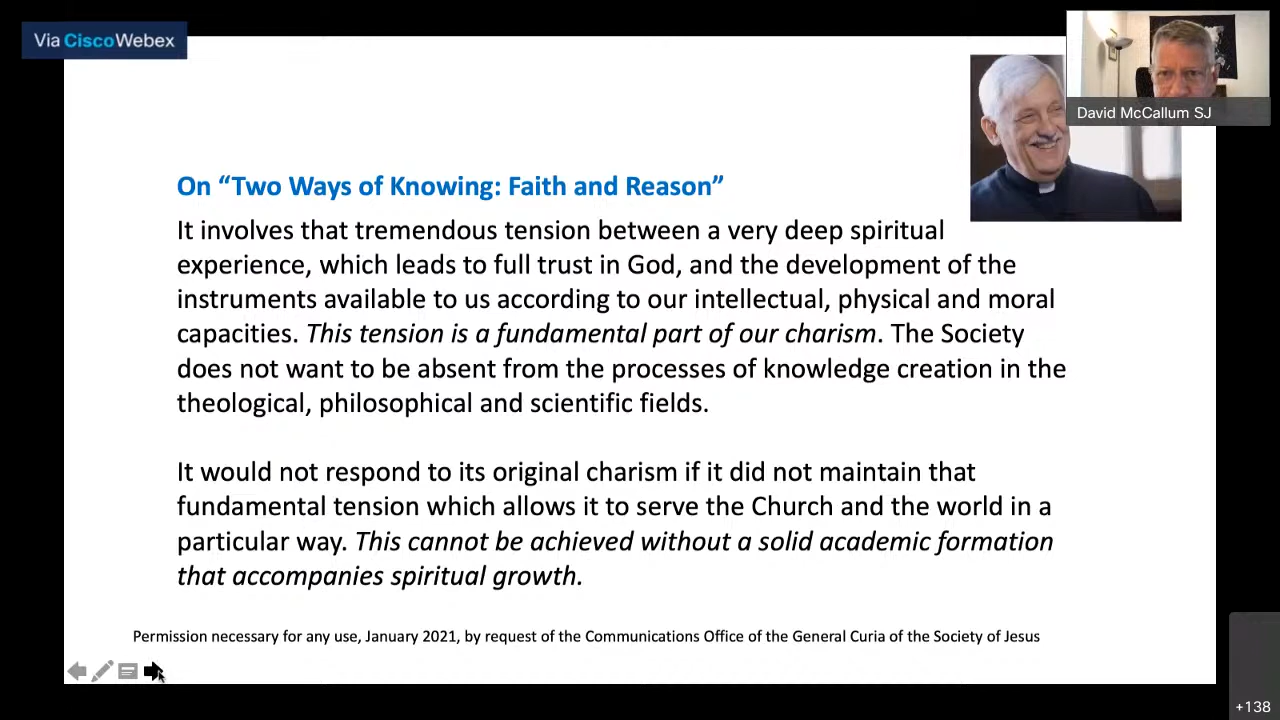 Via Cisco Webex
David McCallum SJ
On “Two Ways of Knowing: Faith and Reason”
It involves that tremendous tension between a very deep spiritual
experience, which leads to full trust in God, and the development of the
instruments available to us according to our intellectual, physical and moral
capacities. This tension is a fundamental part of our charism. The Society
does not want to be absent from the processes of knowledge creation in the
theological, philosophical and scientific fields.
It would not respond to its original charism if it did not maintain that
fundamental tension which allows it to serve the Church and the world in a
particular way. This cannot be achieved without a solid academic formation
that accompanies spiritual growth.
Permission necessary for any use, January 2021, by request of the Communications Office of the General Curia of the Society of Jesus
+138